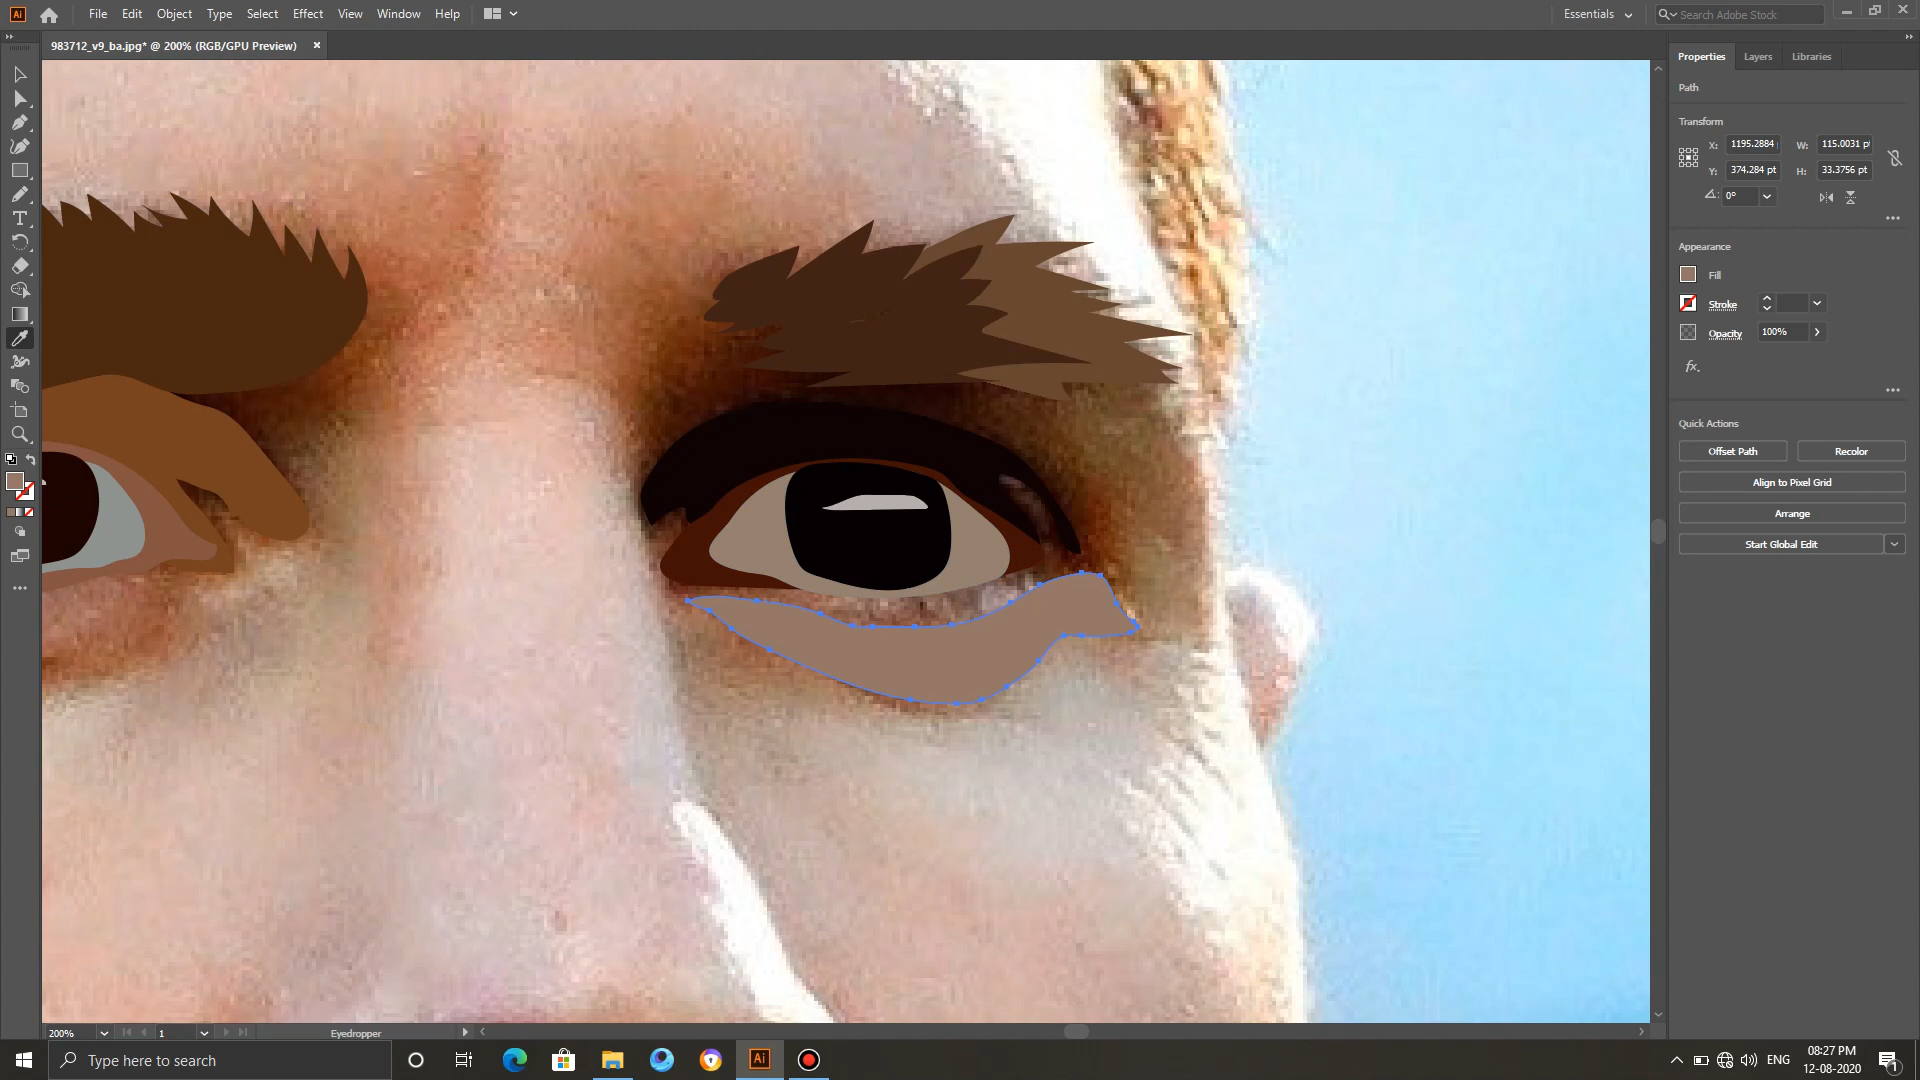 Ai File Edit Object Type Select Effect View Window Help Essentials Search Adobe Stock
983712_v9_ba.jpg* @ 200% (RGB/GPU Preview) ×
Properties Layers Libraries
Path
Transform
X: 1195.2884 W: 115.0031 pt
Y: 374.284 pt H: 33.3756 pt
0°
Appearance
Fill
Stroke
Opacity 100%
fx.
Quick Actions
Offset Path Recolor
Align to Pixel Grid
Arrange
Start Global Edit
200% 1 Eyedropper
Type here to search
Ai
ENG
08:27 PM
12-08-2020
1